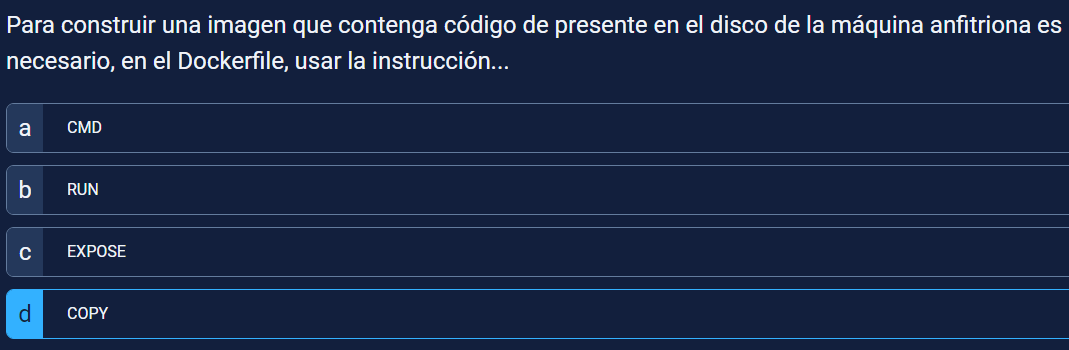 Para construir una imagen que contenga código de presente en el disco de la máquina anfitriona es
necesario, en el Dockerfile, usar la instrucción...
a CMD
b RUN
c EXPOSE
d COPY